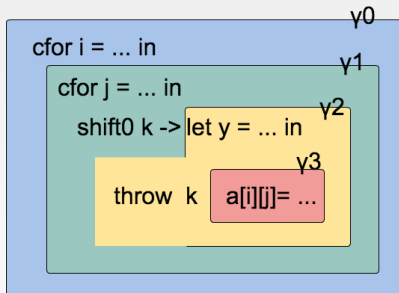 γ0
cfor i = ... in
γ1
cfor j = ... in
γ2
shift0 k -> let y = ... in
γ3
throw k a[i][j]= ...